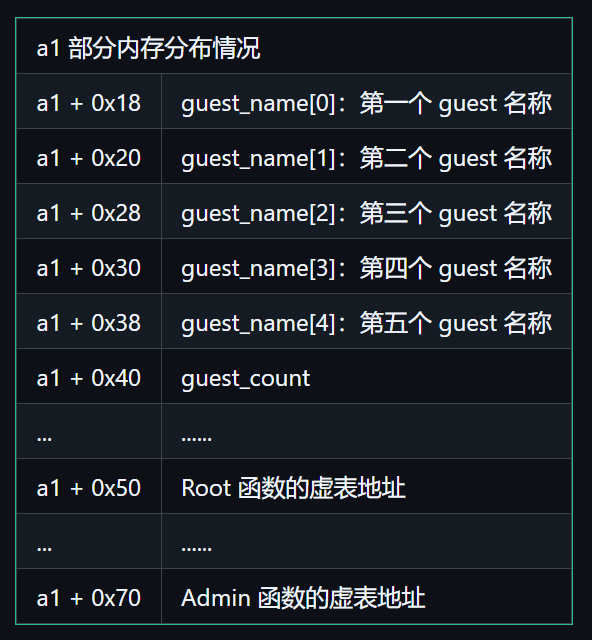 a1 部分内存分布情况
a1 + 0x18 guest_name[0]：第一个 guest 名称
a1 + 0x20 guest_name[1]：第二个 guest 名称
a1 + 0x28 guest_name[2]：第三个 guest 名称
a1 + 0x30 guest_name[3]：第四个 guest 名称
a1 + 0x38 guest_name[4]：第五个 guest 名称
a1 + 0x40 guest_count
... ......
a1 + 0x50 Root 函数的虚表地址
... ......
a1 + 0x70 Admin 函数的虚表地址